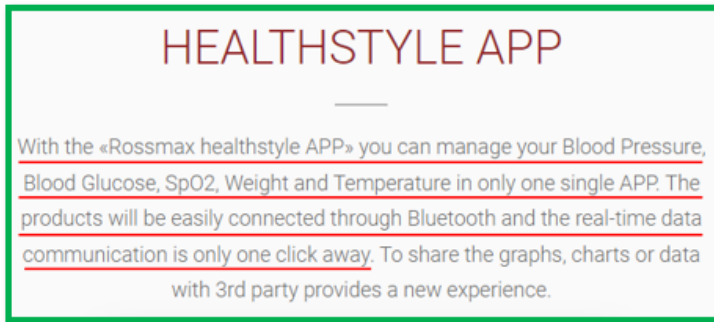 HEALTHSTYLE APP
With the «Rossmax healthstyle APP» you can manage your Blood Pressure,
Blood Glucose, SpO2, Weight and Temperature in only one single APP. The
products will be easily connected through Bluetooth and the real-time data
communication is only one click away. To share the graphs, charts or data
with 3rd party provides a new experience.